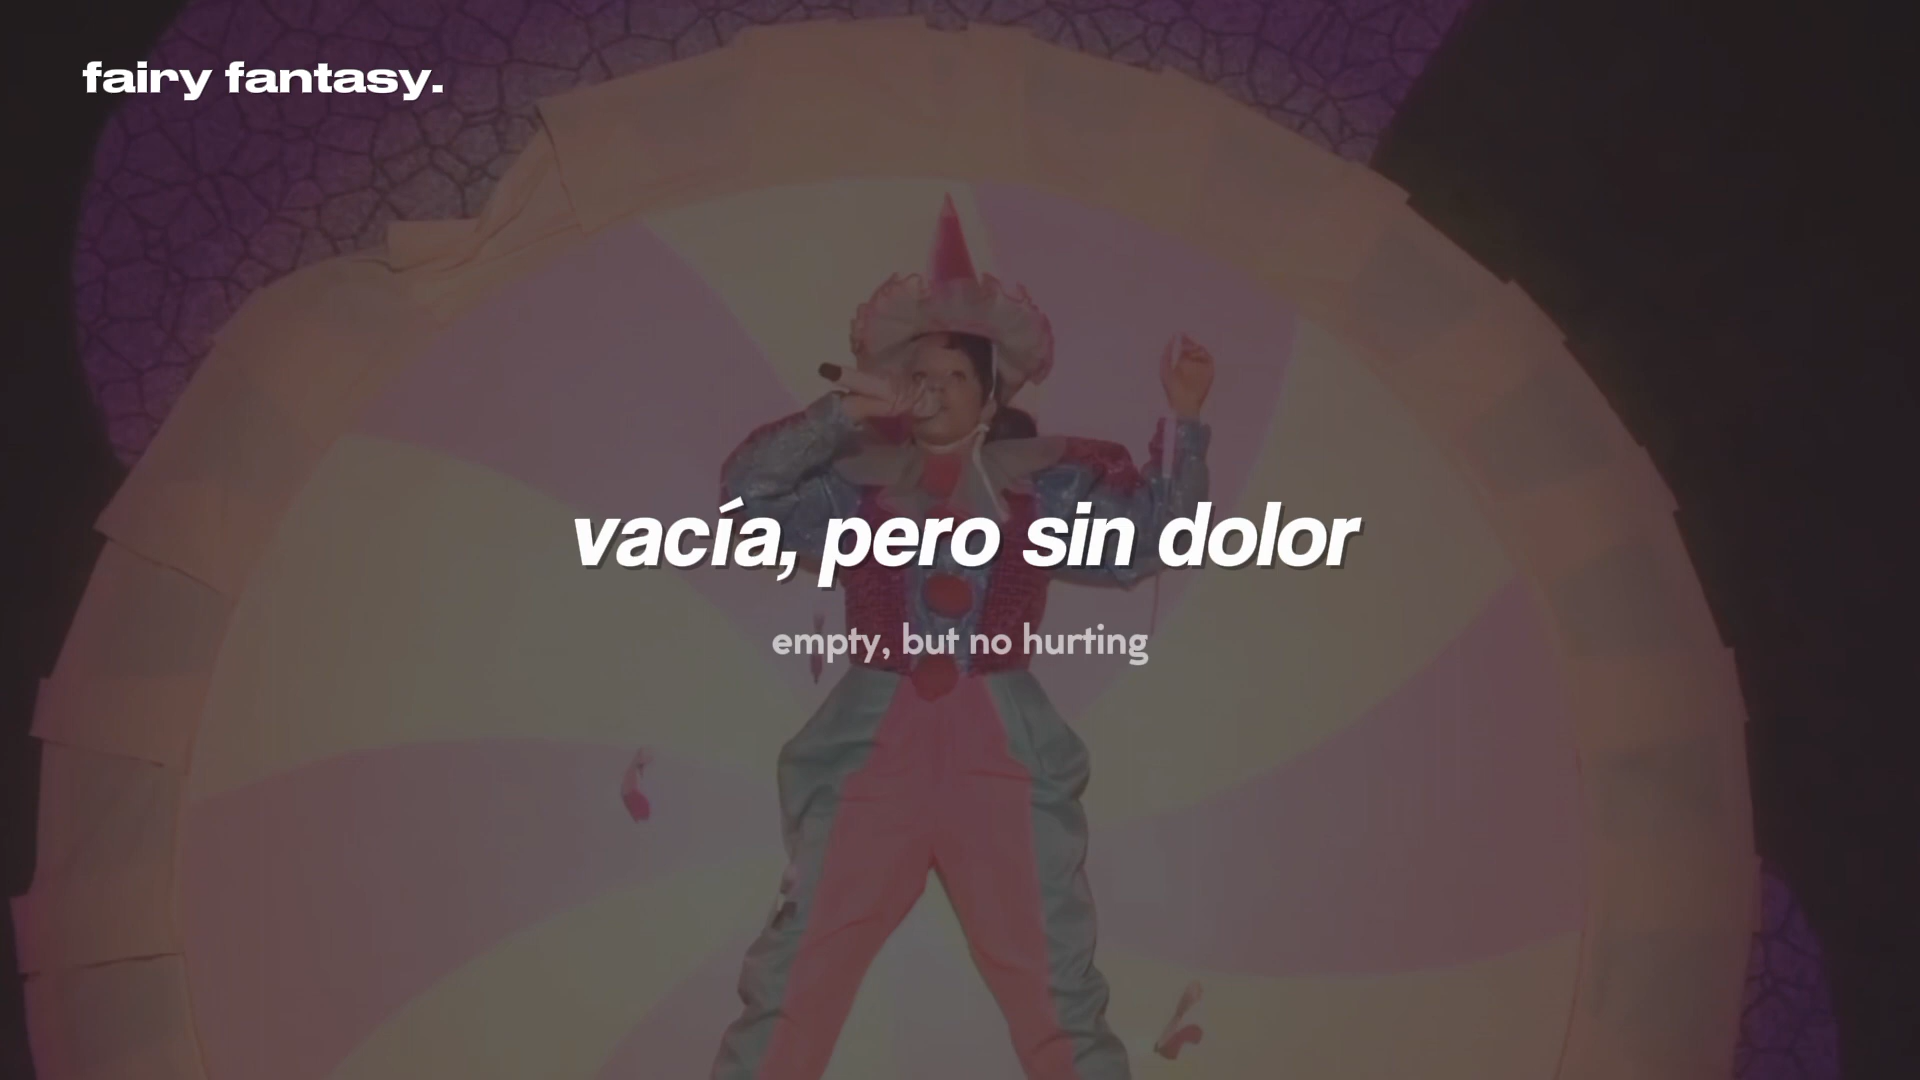 fairy fantasy.
vacía, pero sin dolor
empty, but no hurting